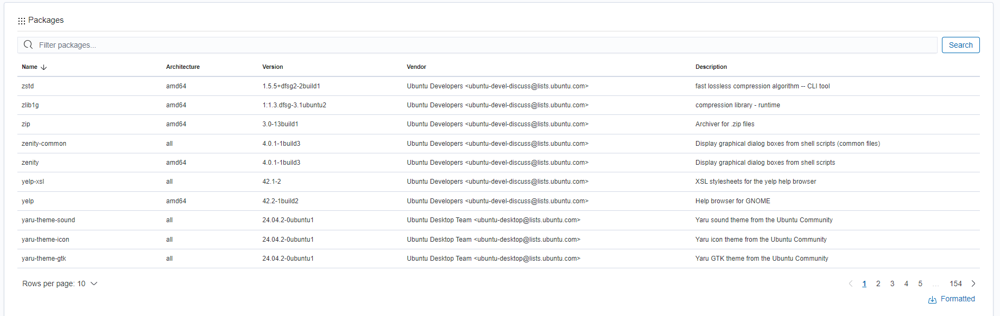 Packages
Filter packages... Search
Name Architecture Version Vendor Description
zstd amd64 1.5.5+dfsg2-2build1 Ubuntu Developers <ubuntu-devel-discuss@lists.ubuntu.com> fast lossless compression algorithm -- CLI tool
zlib1g amd64 1:1.3.dfsg-3.1ubuntu2 Ubuntu Developers <ubuntu-devel-discuss@lists.ubuntu.com> compression library - runtime
zip amd64 3.0-13build1 Ubuntu Developers <ubuntu-devel-discuss@lists.ubuntu.com> Archiver for .zip files
zenity-common all 4.0.1-1build3 Ubuntu Developers <ubuntu-devel-discuss@lists.ubuntu.com> Display graphical dialog boxes from shell scripts (common files)
zenity amd64 4.0.1-1build3 Ubuntu Developers <ubuntu-devel-discuss@lists.ubuntu.com> Display graphical dialog boxes from shell scripts
yelp-xsl all 42.1-2 Ubuntu Developers <ubuntu-devel-discuss@lists.ubuntu.com> XSL stylesheets for the yelp help browser
yelp amd64 42.2-1build2 Ubuntu Developers <ubuntu-devel-discuss@lists.ubuntu.com> Help browser for GNOME
yaru-theme-sound all 24.04.2-0ubuntu1 Ubuntu Desktop Team <ubuntu-desktop@lists.ubuntu.com> Yaru sound theme from the Ubuntu Community
yaru-theme-icon all 24.04.2-0ubuntu1 Ubuntu Desktop Team <ubuntu-desktop@lists.ubuntu.com> Yaru icon theme from the Ubuntu Community
yaru-theme-gtk all 24.04.2-0ubuntu1 Ubuntu Desktop Team <ubuntu-desktop@lists.ubuntu.com> Yaru GTK theme from the Ubuntu Community
Rows per page: 10 1 2 3 4 5 ... 154
Formatted